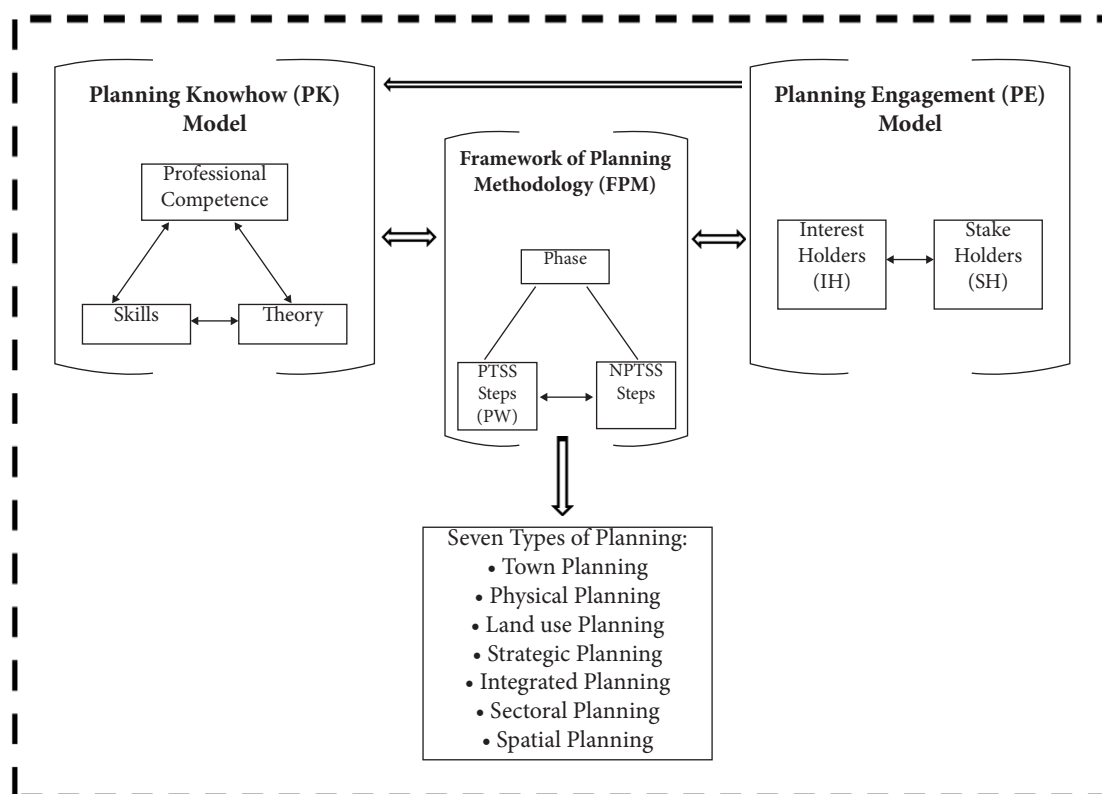 Planning Knowhow (PK)
Model
Professional
Competence
Skills
Theory
Framework of Planning
Methodology (FPM)
Phase
PTSS
Steps
(PW)
NPTSS
Steps
Planning Engagement (PE)
Model
Interest
Holders
(IH)
Stake
Holders
(SH)
Seven Types of Planning:
• Town Planning
• Physical Planning
• Land use Planning
• Strategic Planning
• Integrated Planning
• Sectoral Planning
• Spatial Planning